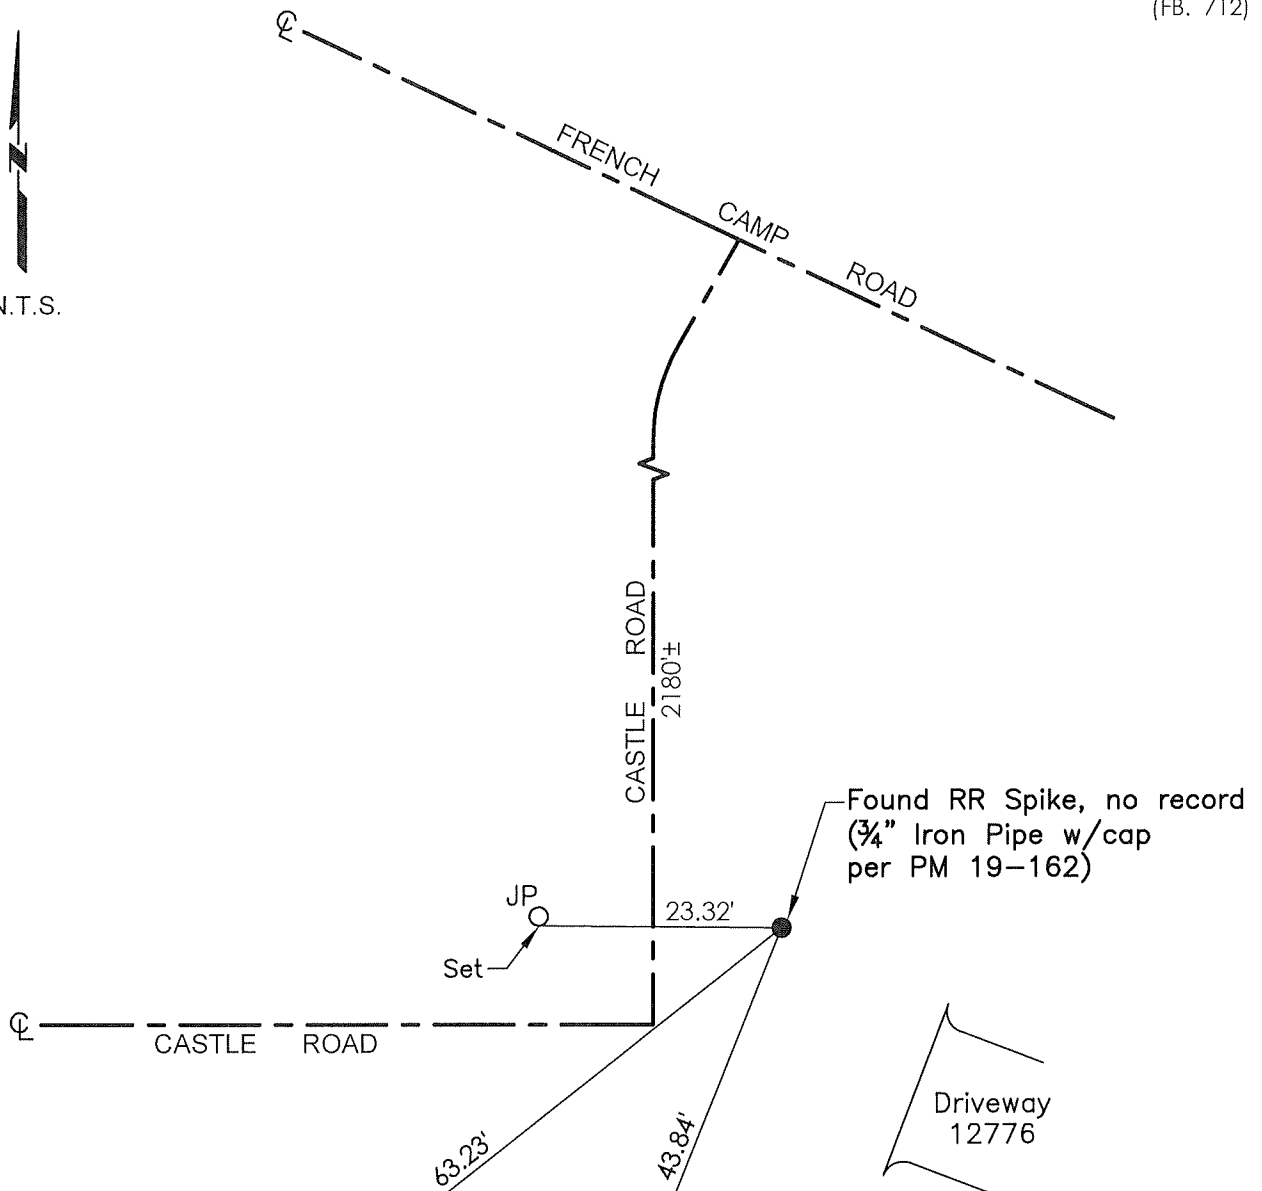 (FB. 712)
℄
N
N.T.S.
FRENCH CAMP ROAD
CASTLE ROAD
2180'±
Found RR Spike, no record
(¾" Iron Pipe w/cap
per PM 19-162)
JP
23.32'
Set
℄
CASTLE ROAD
Driveway
12776
63.23'
43.84'